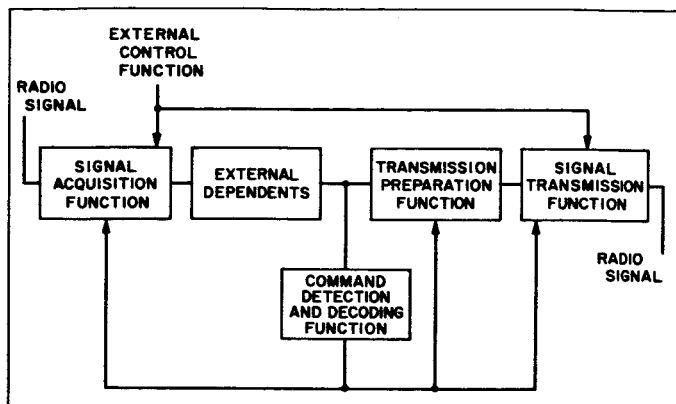 EXTERNAL
CONTROL
FUNCTION
RADIO
SIGNAL
SIGNAL
ACQUISITION
FUNCTION
EXTERNAL
DEPENDENTS
TRANSMISSION
PREPARATION
FUNCTION
SIGNAL
TRANSMISSION
FUNCTION
RADIO
SIGNAL
COMMAND
DETECTION
AND DECODING
FUNCTION